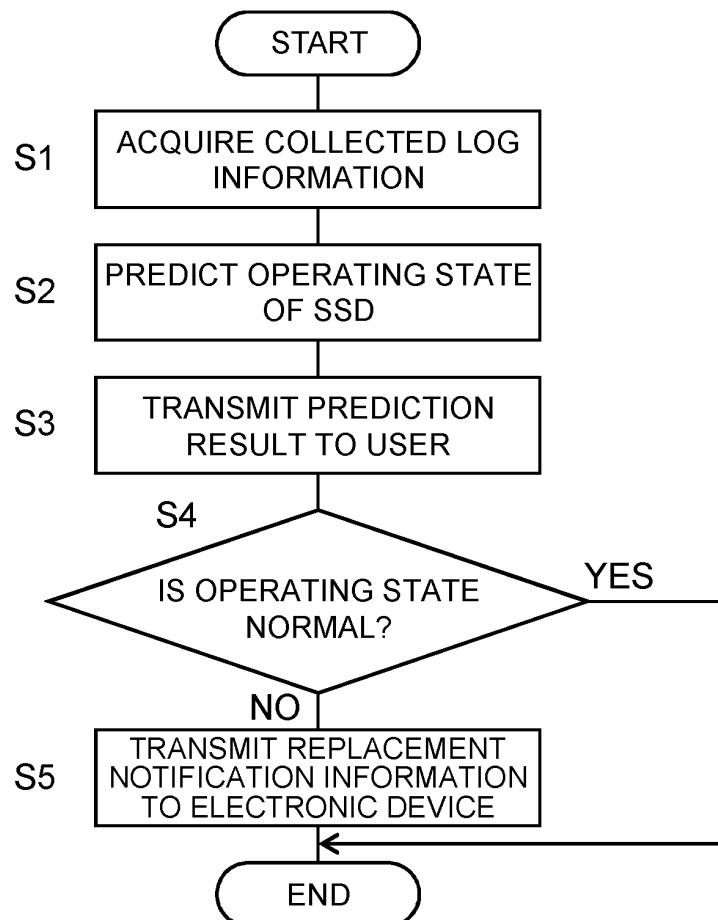 START
S1
ACQUIRE COLLECTED LOG
INFORMATION
S2
PREDICT OPERATING STATE
OF SSD
S3
TRANSMIT PREDICTION
RESULT TO USER
S4
IS OPERATING STATE
NORMAL?
YES
NO
S5
TRANSMIT REPLACEMENT
NOTIFICATION INFORMATION
TO ELECTRONIC DEVICE
END